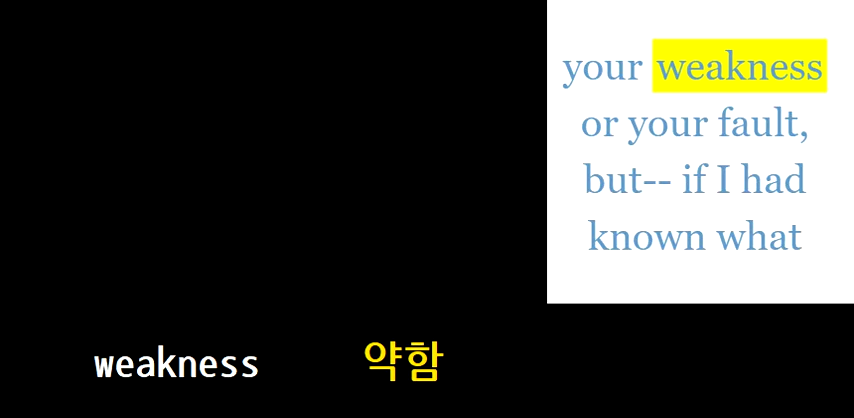 your weakness
or your fault,
but-- if I had
known what
weakness 약함